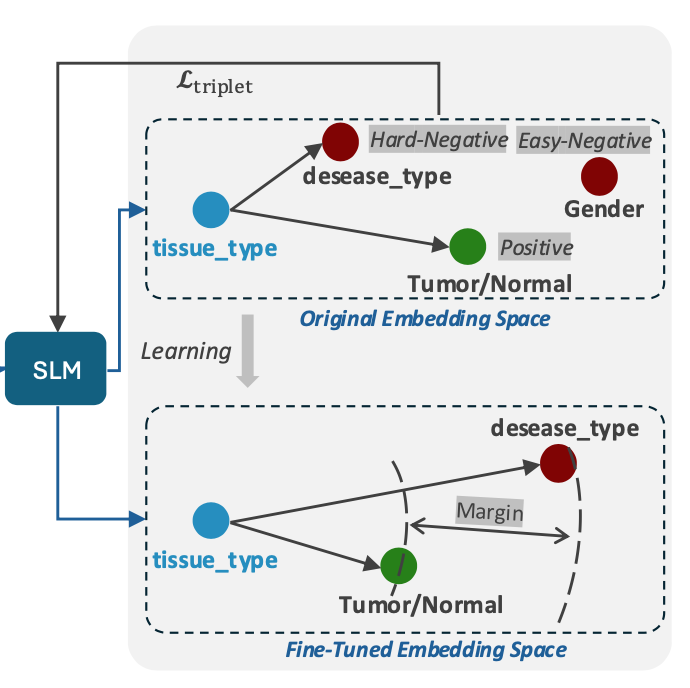 ℒtriplet
Hard-Negative Easy-Negative
desease_type
Gender
tissue_type
Positive
Tumor/Normal
Original Embedding Space
Learning
SLM
desease_type
Margin
tissue_type
Tumor/Normal
Fine-Tuned Embedding Space